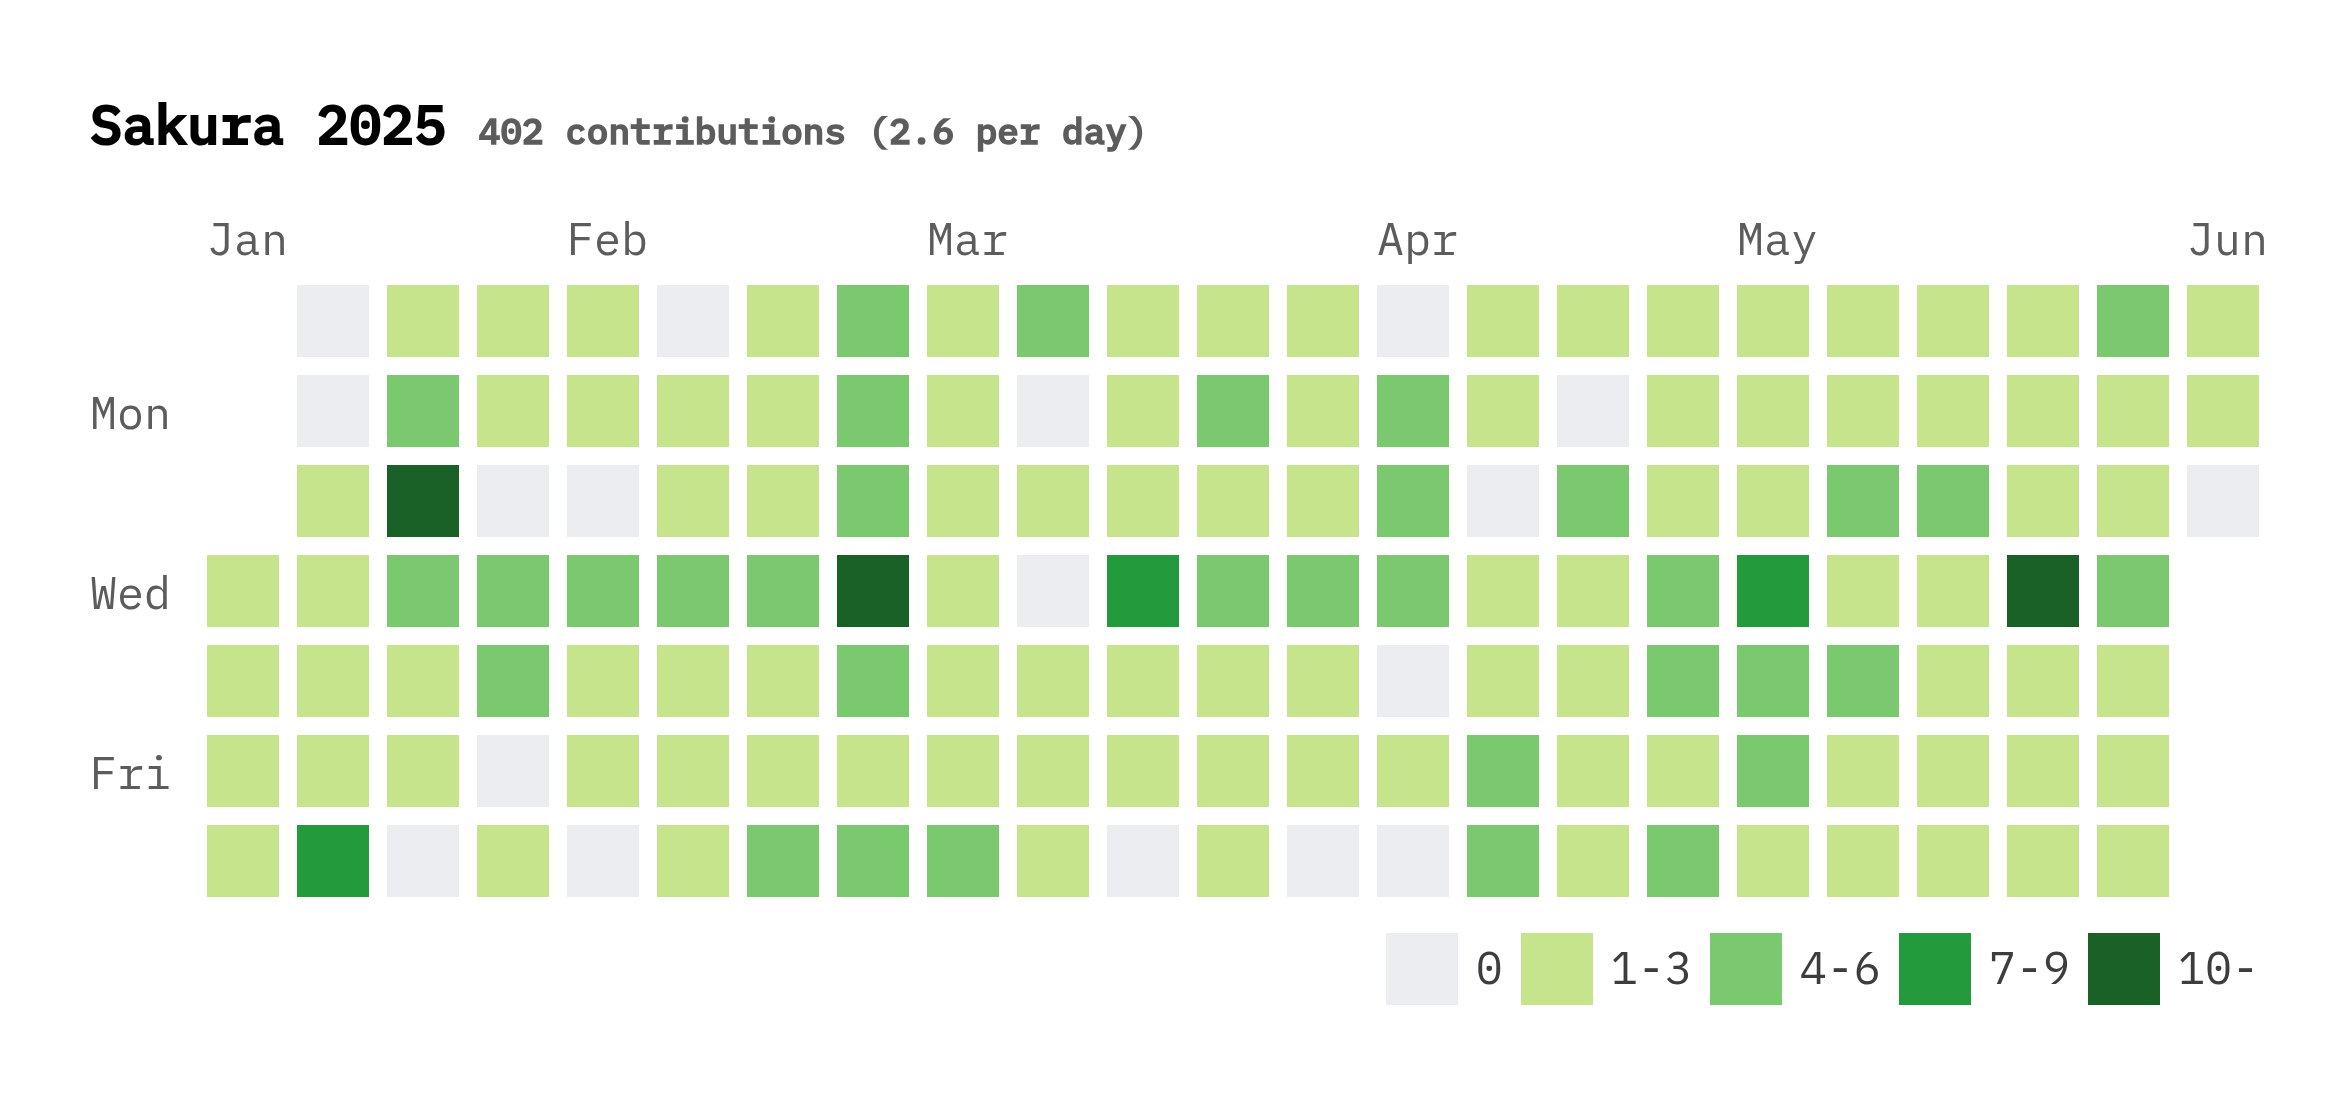 Sakura 2025 402 contributions (2.6 per day)
Jan Feb Mar Apr May Jun
Mon
Wed
Fri
0 1-3 4-6 7-9 10-